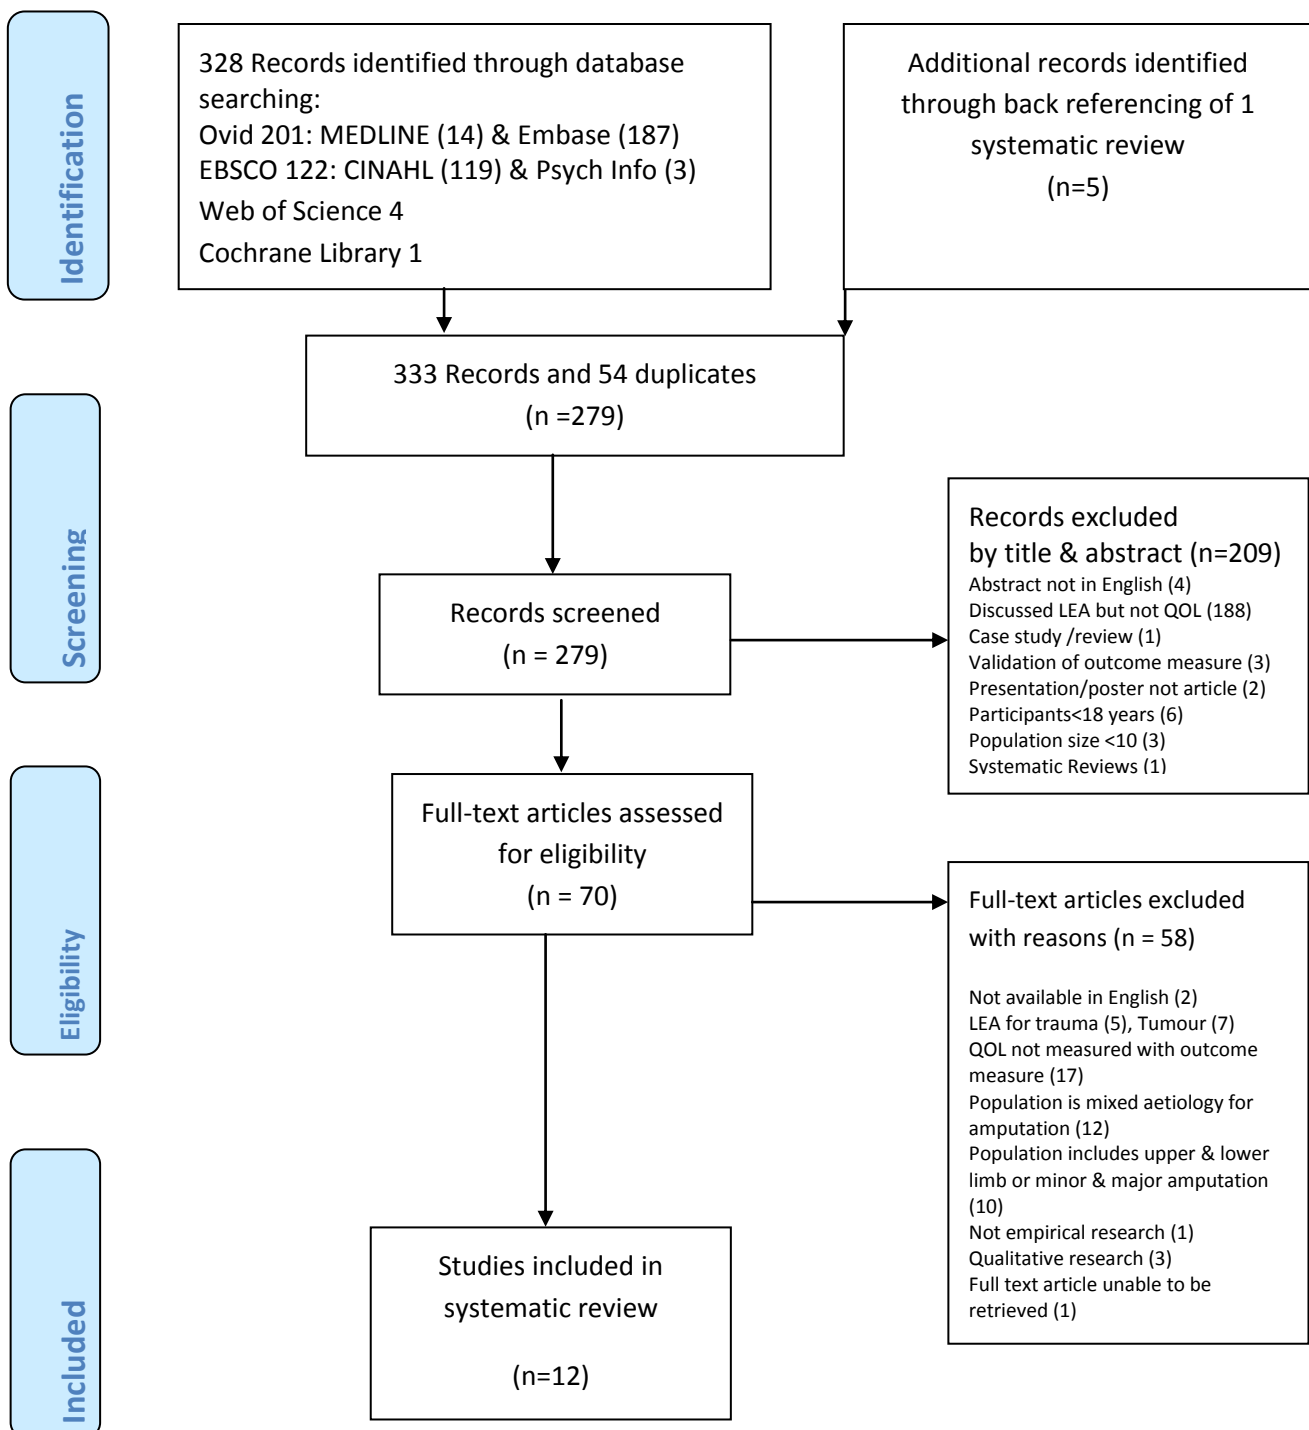 Identification
328 Records identified through database
searching:
Ovid 201: MEDLINE (14) & Embase (187)
EBSCO 122: CINAHL (119) & Psych Info (3)
Web of Science 4
Cochrane Library 1
Additional records identified
through back referencing of 1
systematic review
(n=5)
333 Records and 54 duplicates
(n =279)
Screening
Records screened
(n = 279)
Records excluded
by title & abstract (n=209)
Abstract not in English (4)
Discussed LEA but not QOL (188)
Case study /review (1)
Validation of outcome measure (3)
Presentation/poster not article (2)
Participants<18 years (6)
Population size <10 (3)
Systematic Reviews (1)
Eligibility
Full-text articles assessed
for eligibility
(n = 70)
Full-text articles excluded
with reasons (n = 58)
Not available in English (2)
LEA for trauma (5), Tumour (7)
QOL not measured with outcome
measure (17)
Population is mixed aetiology for
amputation (12)
Population includes upper & lower
limb or minor & major amputation
(10)
Not empirical research (1)
Qualitative research (3)
Full text article unable to be
retrieved (1)
Included
Studies included in
systematic review
(n=12)